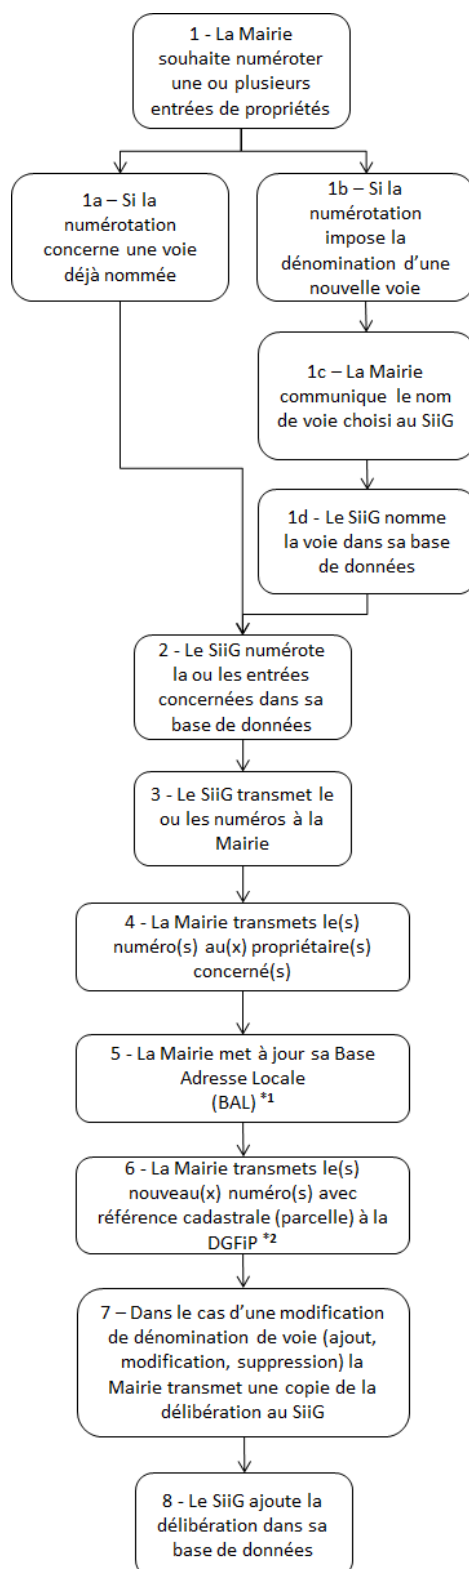 1 - La Mairie
souhaite numéroter
une ou plusieurs
entrées de propriétés
1a – Si la
numérotation
concerne une voie
déjà nommée
1b – Si la
numérotation
impose la
dénomination d’une
nouvelle voie
1c – La Mairie
communique le nom
de voie choisi au SiiG
1d - Le SiiG nomme
la voie dans sa base
de données
2 - Le SiiG numérote
la ou les entrées
concernées dans sa
base de données
3 - Le SiiG transmet le
ou les numéros à la
Mairie
4 - La Mairie transmets le(s)
numéro(s) au(x) propriétaire(s)
concerné(s)
5 - La Mairie met à jour sa Base
Adresse Locale
(BAL) *1
6 - La Mairie transmets le(s)
nouveau(x) numéro(s) avec
référence cadastrale (parcelle) à la
DGFiP *2
7 – Dans le cas d’une modification
de dénomination de voie (ajout,
modification, suppression) la
Mairie transmet une copie de la
délibération au SiiG
8 - Le SiiG ajoute la
délibération dans sa
base de données